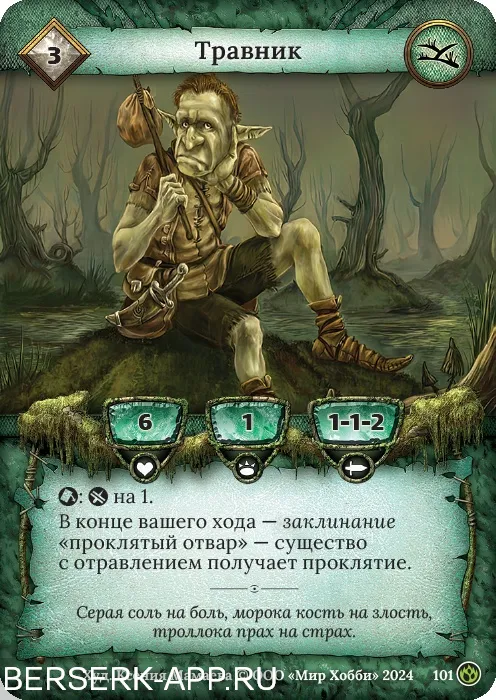 3
Травник
6
1
1-1-2
: на 1.
В конце вашего хода — заклинание
«проклятый отвар» — существо
с отравлением получает проклятие.
Серая соль на боль, морока кость на злость,
троллока прах на страх.
© ООО «Мир Хобби» 2024 101
BERSERK-APP.RU